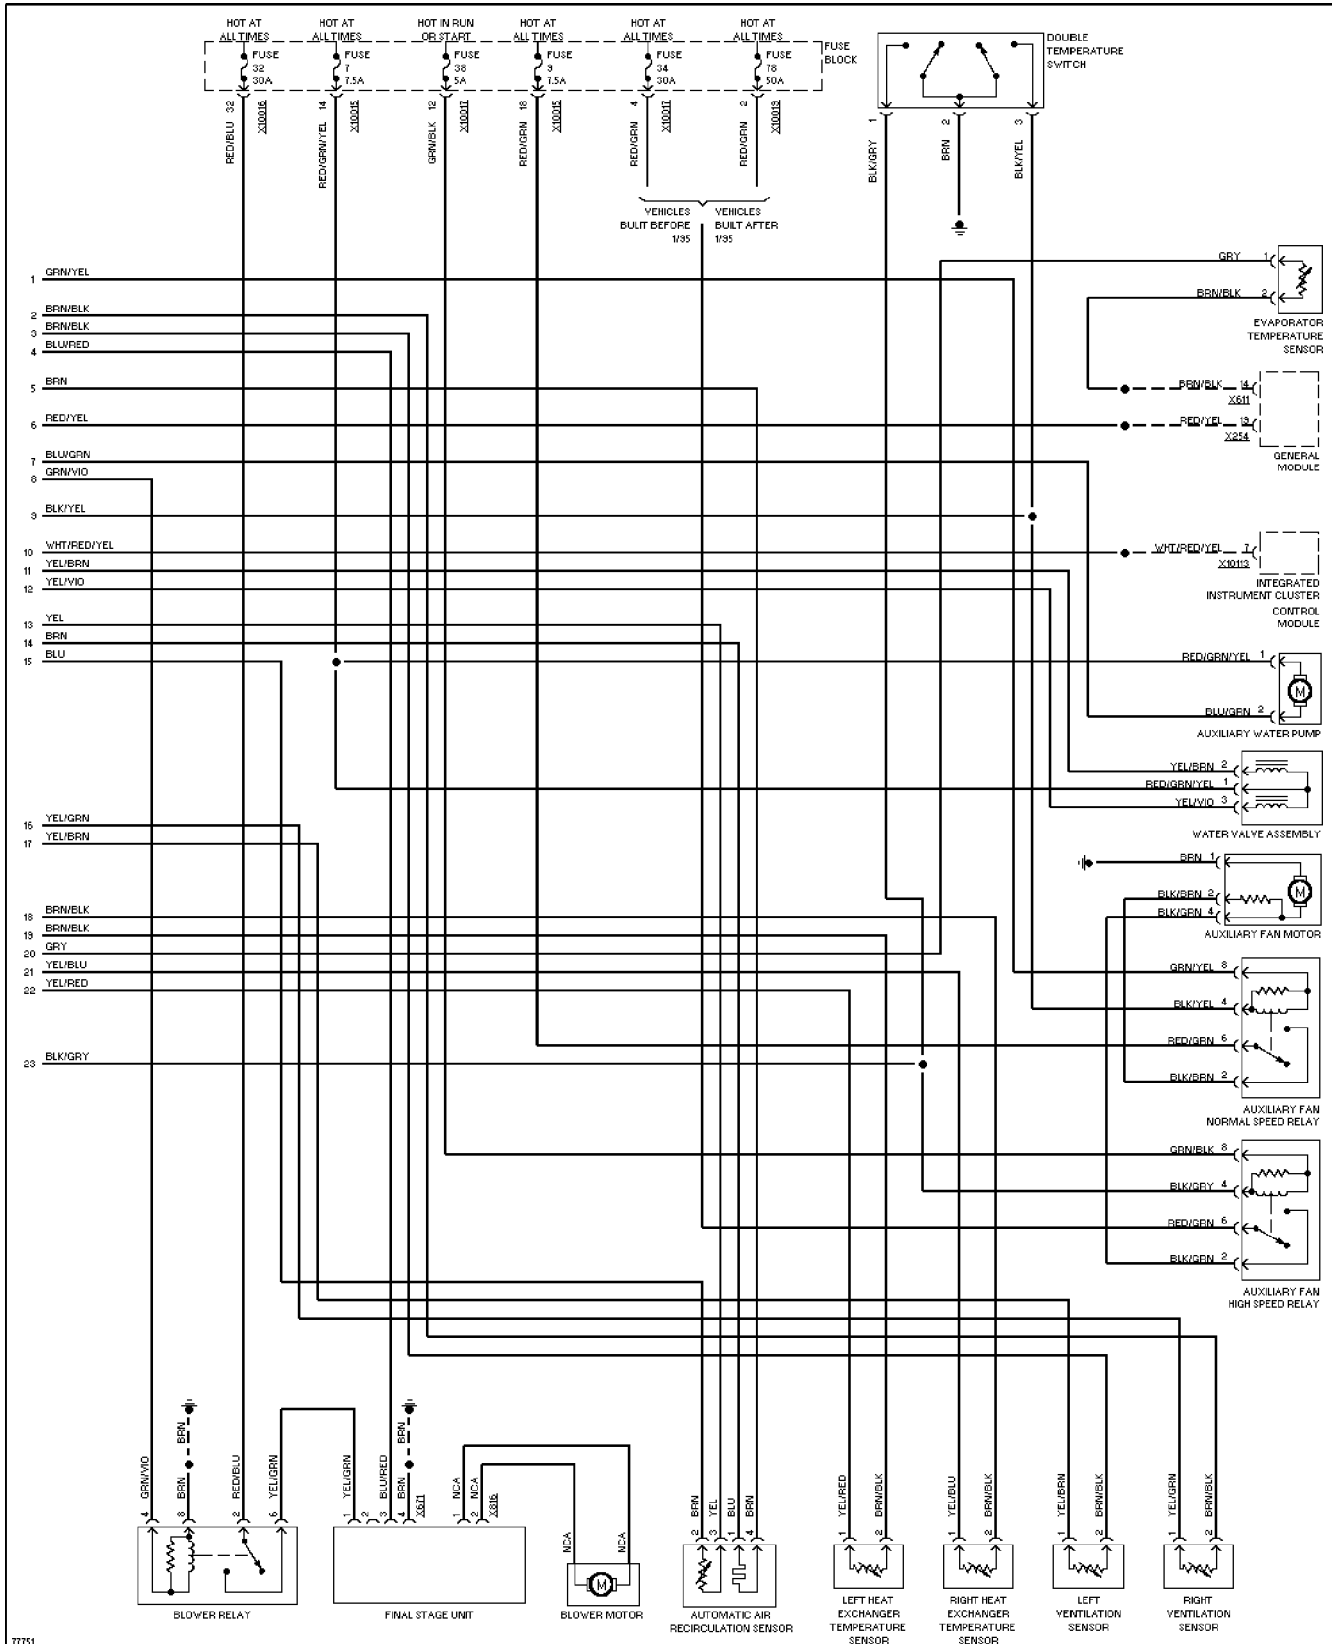 HOT AT
ALL TIMES
HOT AT
ALL TIMES
HOT IN RUN
OR START
HOT AT
ALL TIMES
HOT AT
ALL TIMES
HOT AT
ALL TIMES
FUSE
32
30A
FUSE
7
7.5A
FUSE
38
5A
FUSE
9
7.5A
FUSE
34
30A
FUSE
78
50A
FUSE
BLOCK
DOUBLE
TEMPERATURE
SWITCH
32
X10016
14
X10015
12
X10017
18
X10015
4
X10017
2
X10013
1
2
3
RED/BLU
RED/GRN/YEL
GRN/BLK
RED/GRN
RED/GRN
RED/GRN
BLK/GRY
BRN
BLK/YEL
VEHICLES
BULIT BEFORE
1/95
VEHICLES
BUILT AFTER
1/95
1 GRN/YEL
2 BRN/BLK
3 BRN/BLK
4 BLU/RED
5 BRN
6 RED/YEL
7 BLU/GRN
8 GRN/VIO
9 BLK/YEL
10 WHT/RED/YEL
11 YEL/BRN
12 YEL/VIO
13 YEL
14 BRN
15 BLU
16 YEL/GRN
17 YEL/BRN
18 BRN/BLK
19 BRN/BLK
20 GRY
21 YEL/BLU
22 YEL/RED
23 BLK/GRY
GRY 1
BRN/BLK 2
EVAPORATOR
TEMPERATURE
SENSOR
BRN/BLK 14
X611
RED/YEL 19
X254
GENERAL
MODULE
WHT/RED/YEL 7
X10113
INTEGRATED
INSTRUMENT CLUSTER
CONTROL
MODULE
RED/GRN/YEL 1
M
BLU/GRN 2
AUXILIARY WATER PUMP
YEL/BRN 2
RED/GRN/YEL 1
YEL/VIO 3
WATER VALVE ASSEMBLY
BRN 1
BLK/BRN 2
M
BLK/GRN 4
AUXILIARY FAN MOTOR
GRN/YEL 8
BLK/YEL 4
RED/GRN 6
BLK/BRN 2
AUXILIARY FAN
NORMAL SPEED RELAY
GRN/BLK 8
BLK/GRY 4
RED/GRN 6
BLK/GRN 2
AUXILIARY FAN
HIGH SPEED RELAY
BRN
BRN
GRN/VIO
BRN
RED/BLU
YEL/GRN
YEL/GRN
BLU/RED
BRN
X671
NCA
NCA
X816
4
8
2
6
1
2
3
4
1
2
NCA
NCA
M
BRN
YEL
BLU
BRN
2
3
1
4
YEL/RED
BRN/BLK
1
2
YEL/BLU
BRN/BLK
1
2
YEL/BRN
BRN/BLK
1
2
YEL/GRN
BRN/BLK
1
2
BLOWER RELAY
FINAL STAGE UNIT
BLOWER MOTOR
AUTOMATIC AIR
RECIRCULATION SENSOR
LEFT HEAT
EXCHANGER
TEMPERATURE
SENSOR
RIGHT HEAT
EXCHANGER
TEMPERATURE
SENSOR
LEFT
VENTILATION
SENSOR
RIGHT
VENTILATION
SENSOR
77751